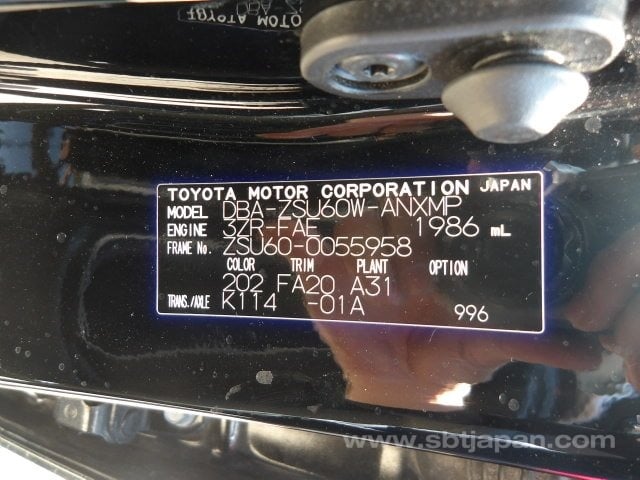 TOYOTA MOTOR CORPORATION JAPAN
MODEL DBA-ZSU60W-ANXMP
ENGINE 3ZR-FAE 1986 mL
FRAME No. ZSU60-0055958
COLOR TRIM PLANT OPTION
202 FA20 A31
TRANS./AXLE K114 -01A 996
www.sbtjapan.com